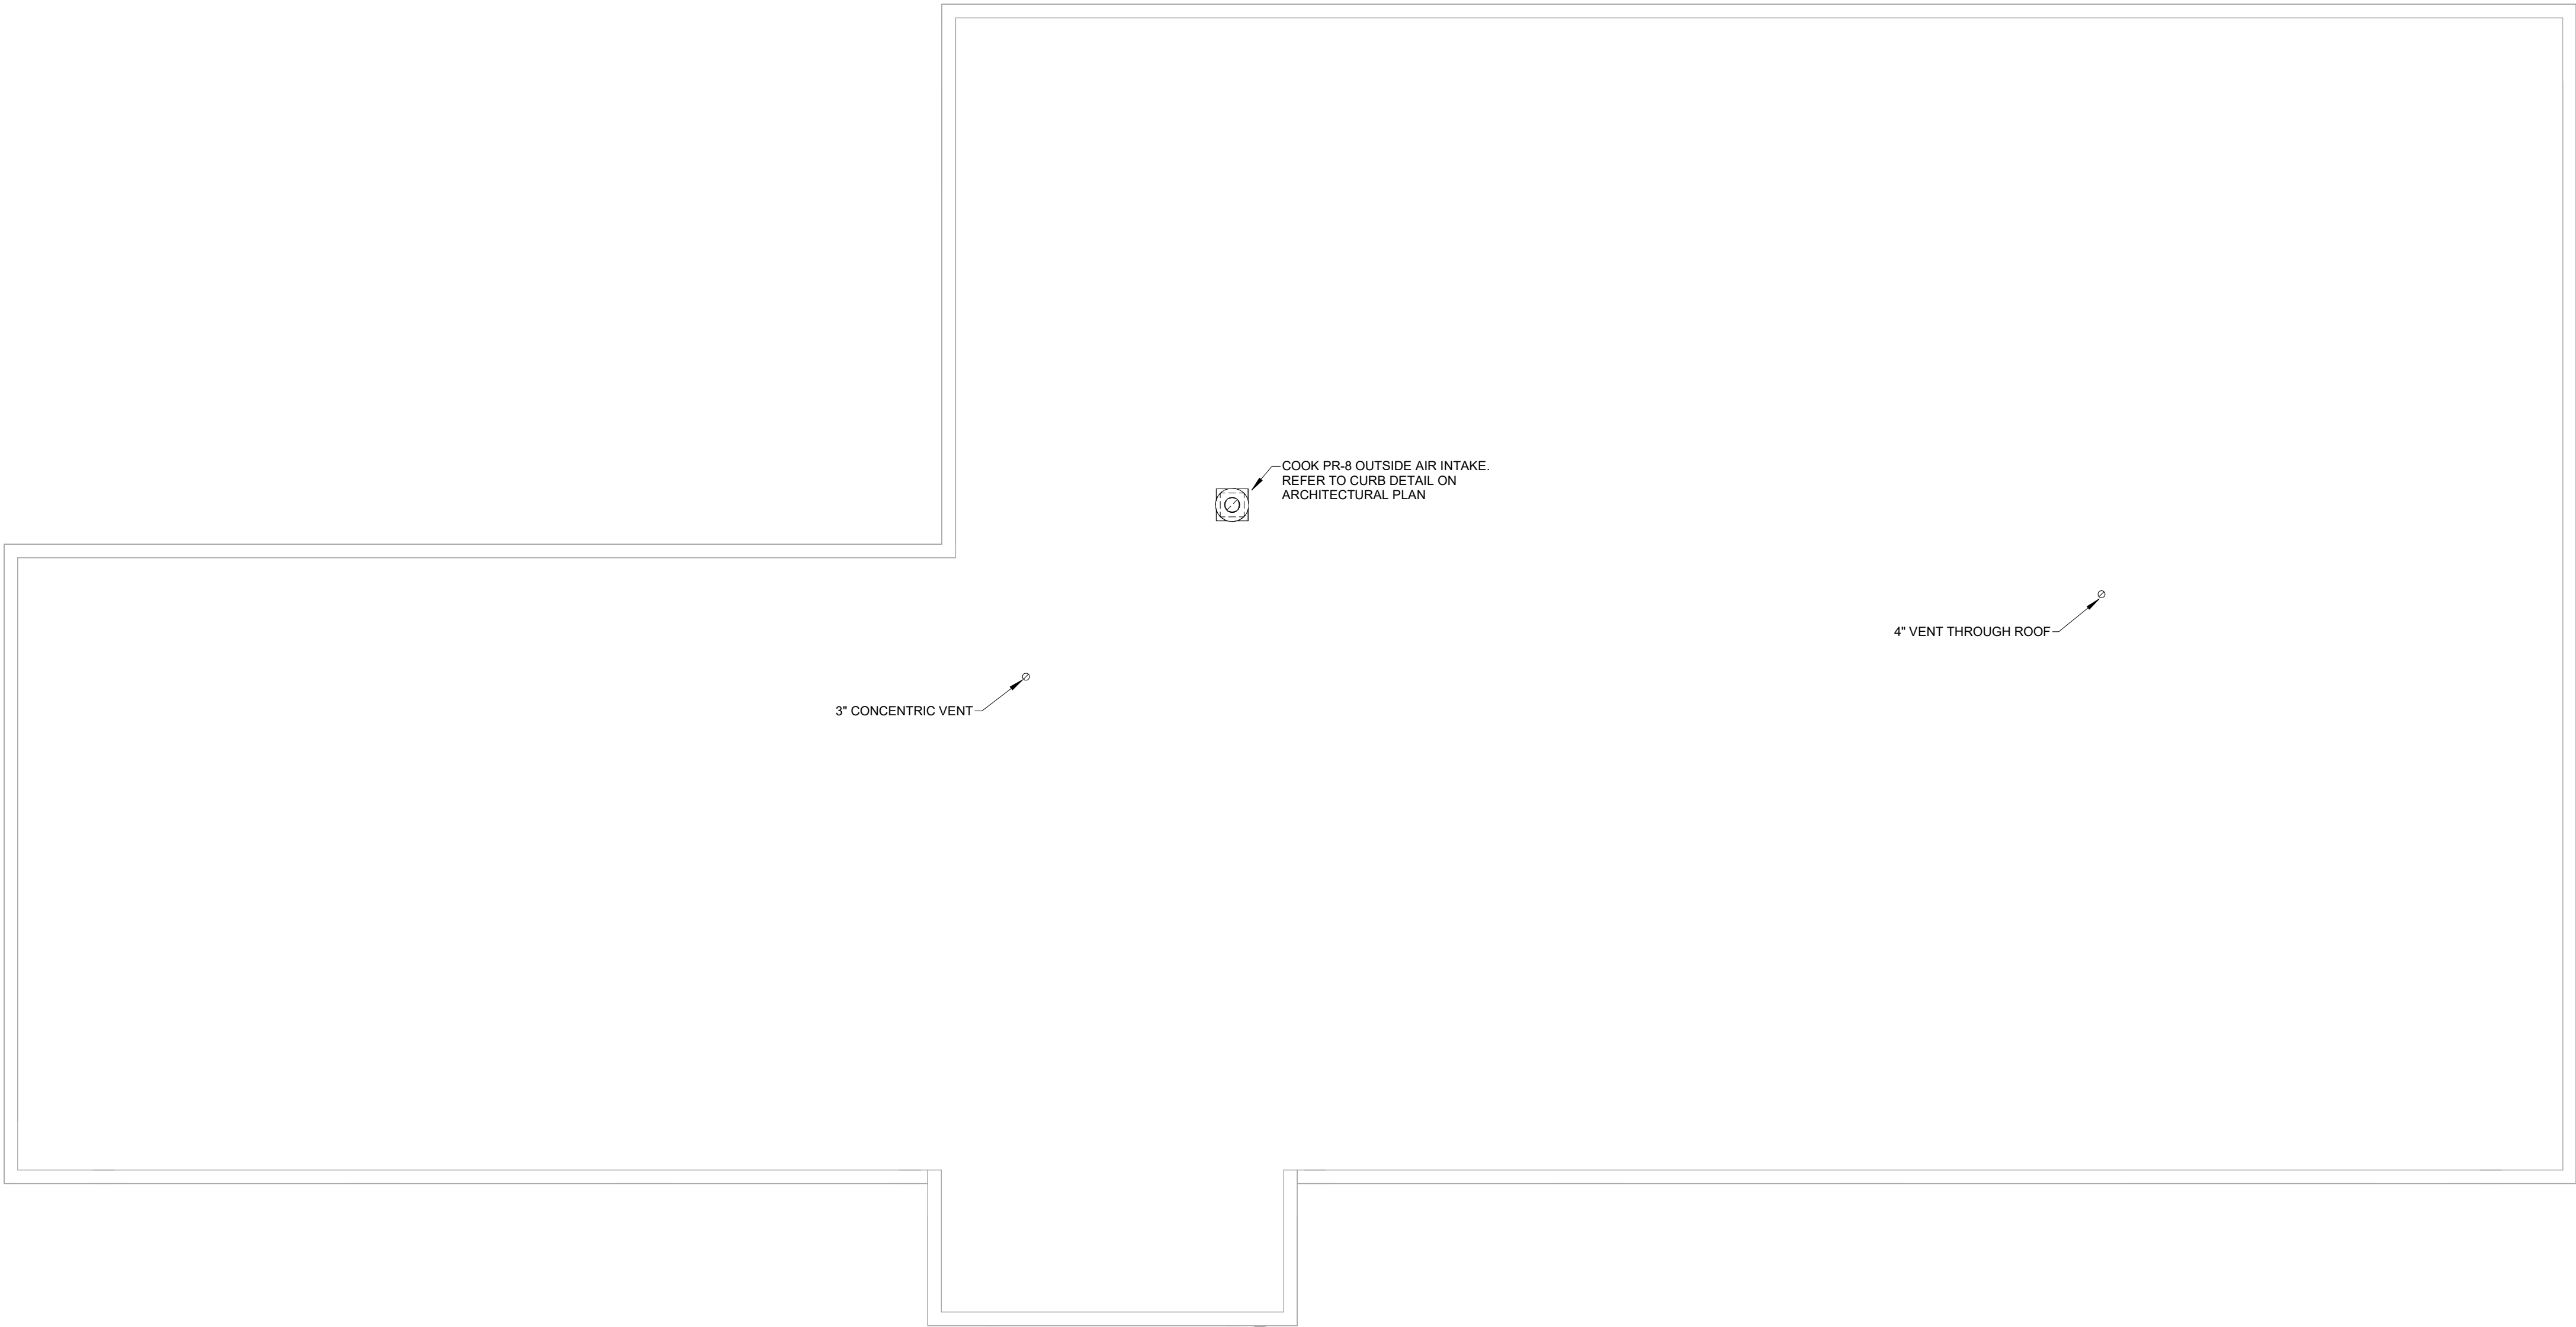 COOK PR-8 OUTSIDE AIR INTAKE.
REFER TO CURB DETAIL ON
ARCHITECTURAL PLAN
4" VENT THROUGH ROOF
3" CONCENTRIC VENT